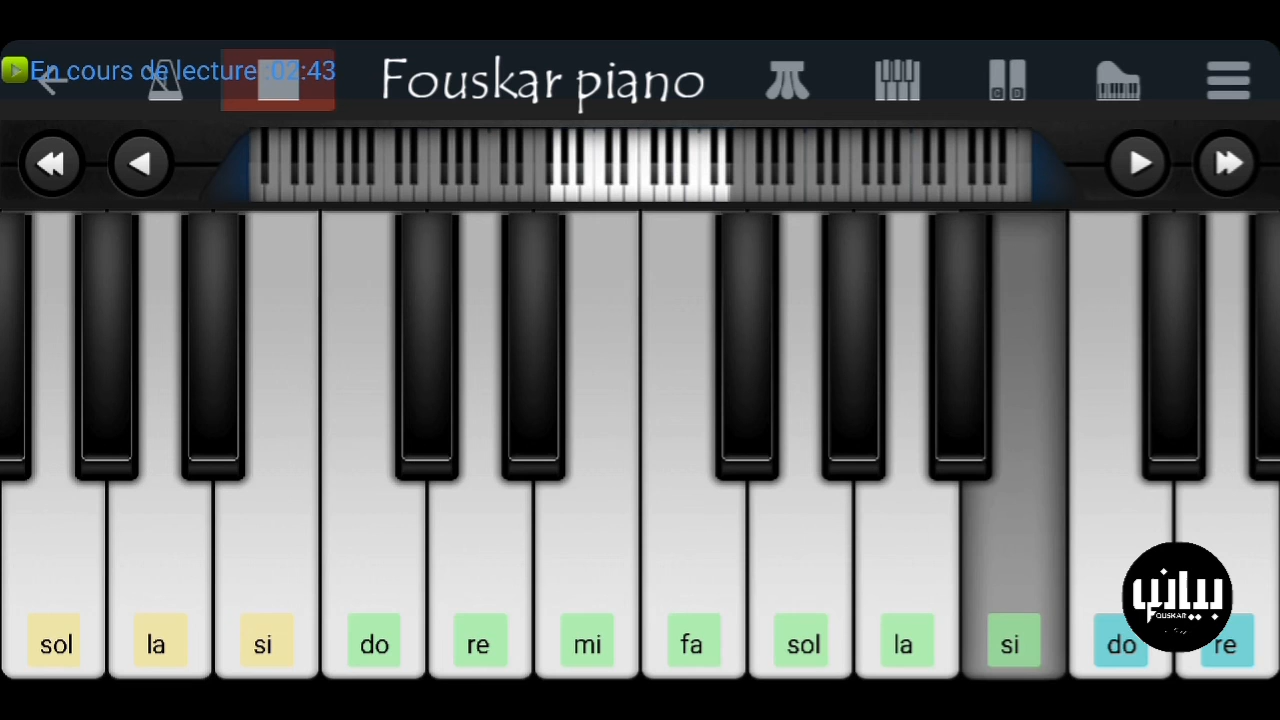 En cours de lecture :02:43
Fouskar piano
C D
sol la si do re mi fa sol la si do re
بيانو
FOUSKAR